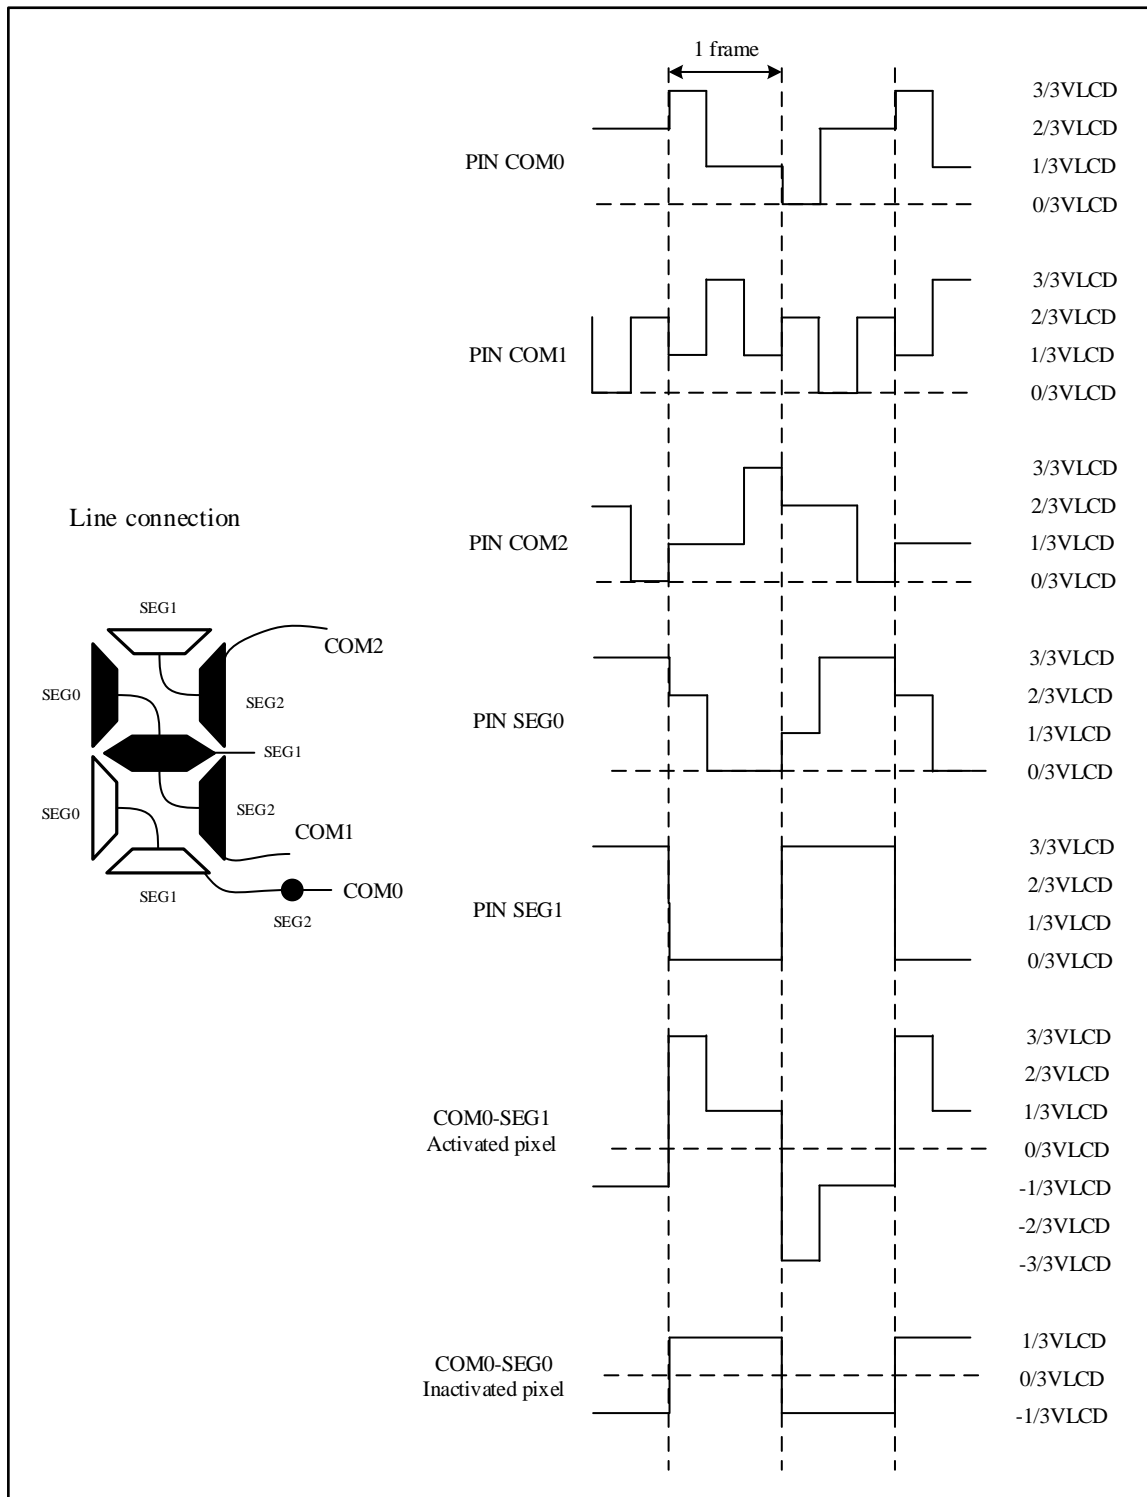 1 frame
PIN COM0
3/3VLCD
2/3VLCD
1/3VLCD
0/3VLCD
PIN COM1
3/3VLCD
2/3VLCD
1/3VLCD
0/3VLCD
PIN COM2
3/3VLCD
2/3VLCD
1/3VLCD
0/3VLCD
Line connection
SEG1
COM2
SEG0
SEG2
SEG1
SEG0
SEG2
COM1
SEG1
COM0
SEG2
PIN SEG0
3/3VLCD
2/3VLCD
1/3VLCD
0/3VLCD
PIN SEG1
3/3VLCD
2/3VLCD
1/3VLCD
0/3VLCD
COM0-SEG1
Activated pixel
3/3VLCD
2/3VLCD
1/3VLCD
0/3VLCD
-1/3VLCD
-2/3VLCD
-3/3VLCD
COM0-SEG0
Inactivated pixel
1/3VLCD
0/3VLCD
-1/3VLCD